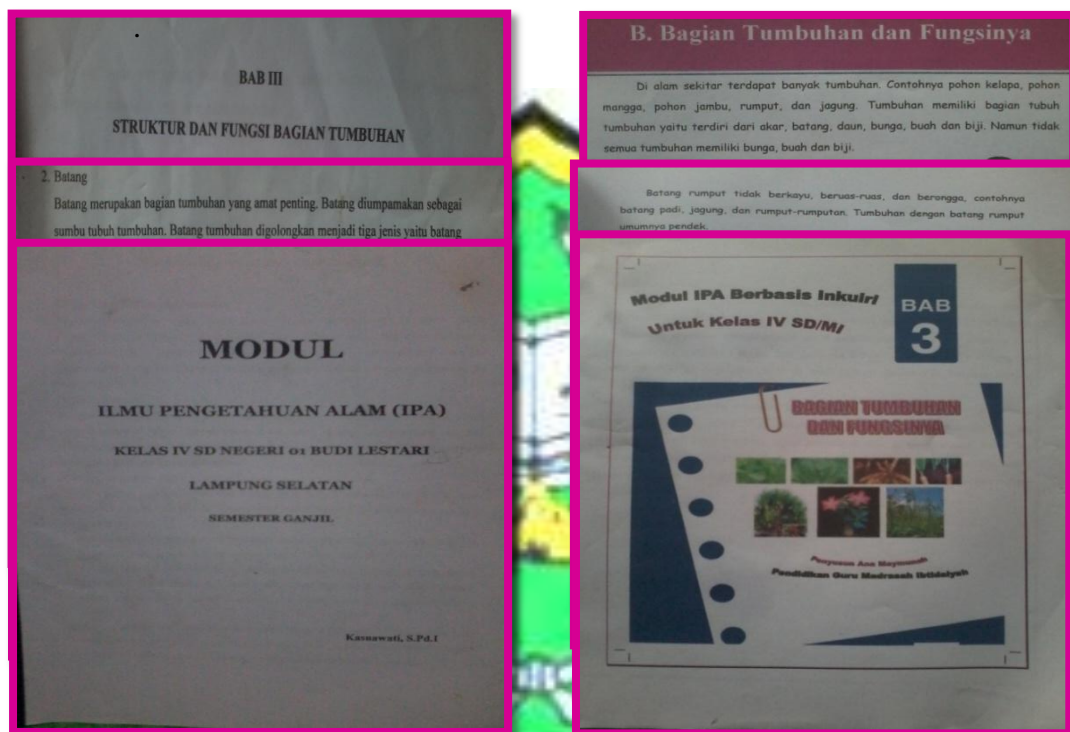 BAB III
STRUKTUR DAN FUNGSI BAGIAN TUMBUHAN
2. Batang
Batang merupakan bagian tumbuhan yang amat penting. Batang diumpamakan sebagai
sumbu tubuh tumbuhan. Batang tumbuhan digolongkan menjadi tiga jenis yaitu batang
MODUL
ILMU PENGETAHUAN ALAM (IPA)
KELAS IV SD NEGERI 01 BUDI LESTARI
LAMPUNG SELATAN
SEMESTER GANJIL
Kasnawati, S.Pd.I
B. Bagian Tumbuhan dan Fungsinya
Di alam sekitar terdapat banyak tumbuhan. Contohnya pohon kelapa, pohon
mangga, pohon jambu, rumput, dan jagung. Tumbuhan memiliki bagian tubuh
tumbuhan yaitu terdiri dari akar, batang, daun, bunga, buah dan biji. Namun tidak
semua tumbuhan memiliki bunga, buah dan biji.
Batang rumput tidak berkayu, beruas-ruas, dan berongga, contohnya
batang padi, jagung, dan rumput-rumputan. Tumbuhan dengan batang rumput
umumnya pendek.
Modul IPA Berbasis Inkuiri
Untuk Kelas IV SD/MI
BAB
3
BAGIAN TUMBUHAN
DAN FUNGSINYA
Penyusun Ana Maymunah
Pendidikan Guru Madrasah Ibtidaiyah